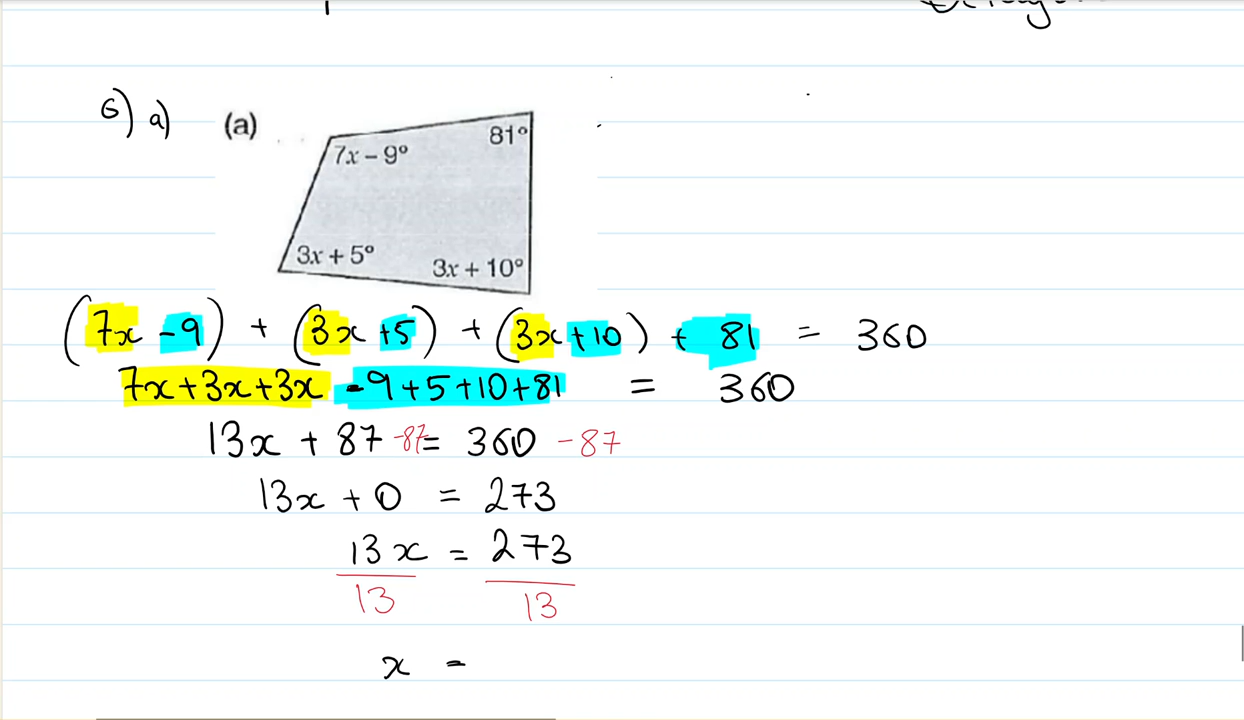 6) a) (a)
7x – 9° 81°
3x + 5° 3x + 10°
(7x -9) + (3x +5) + (3x +10) + 81 = 360
7x+3x+3x -9+5+10+81 = 360
13x + 87 -87 = 360 -87
13x + 0 = 273
13x = 273
13 13
x =